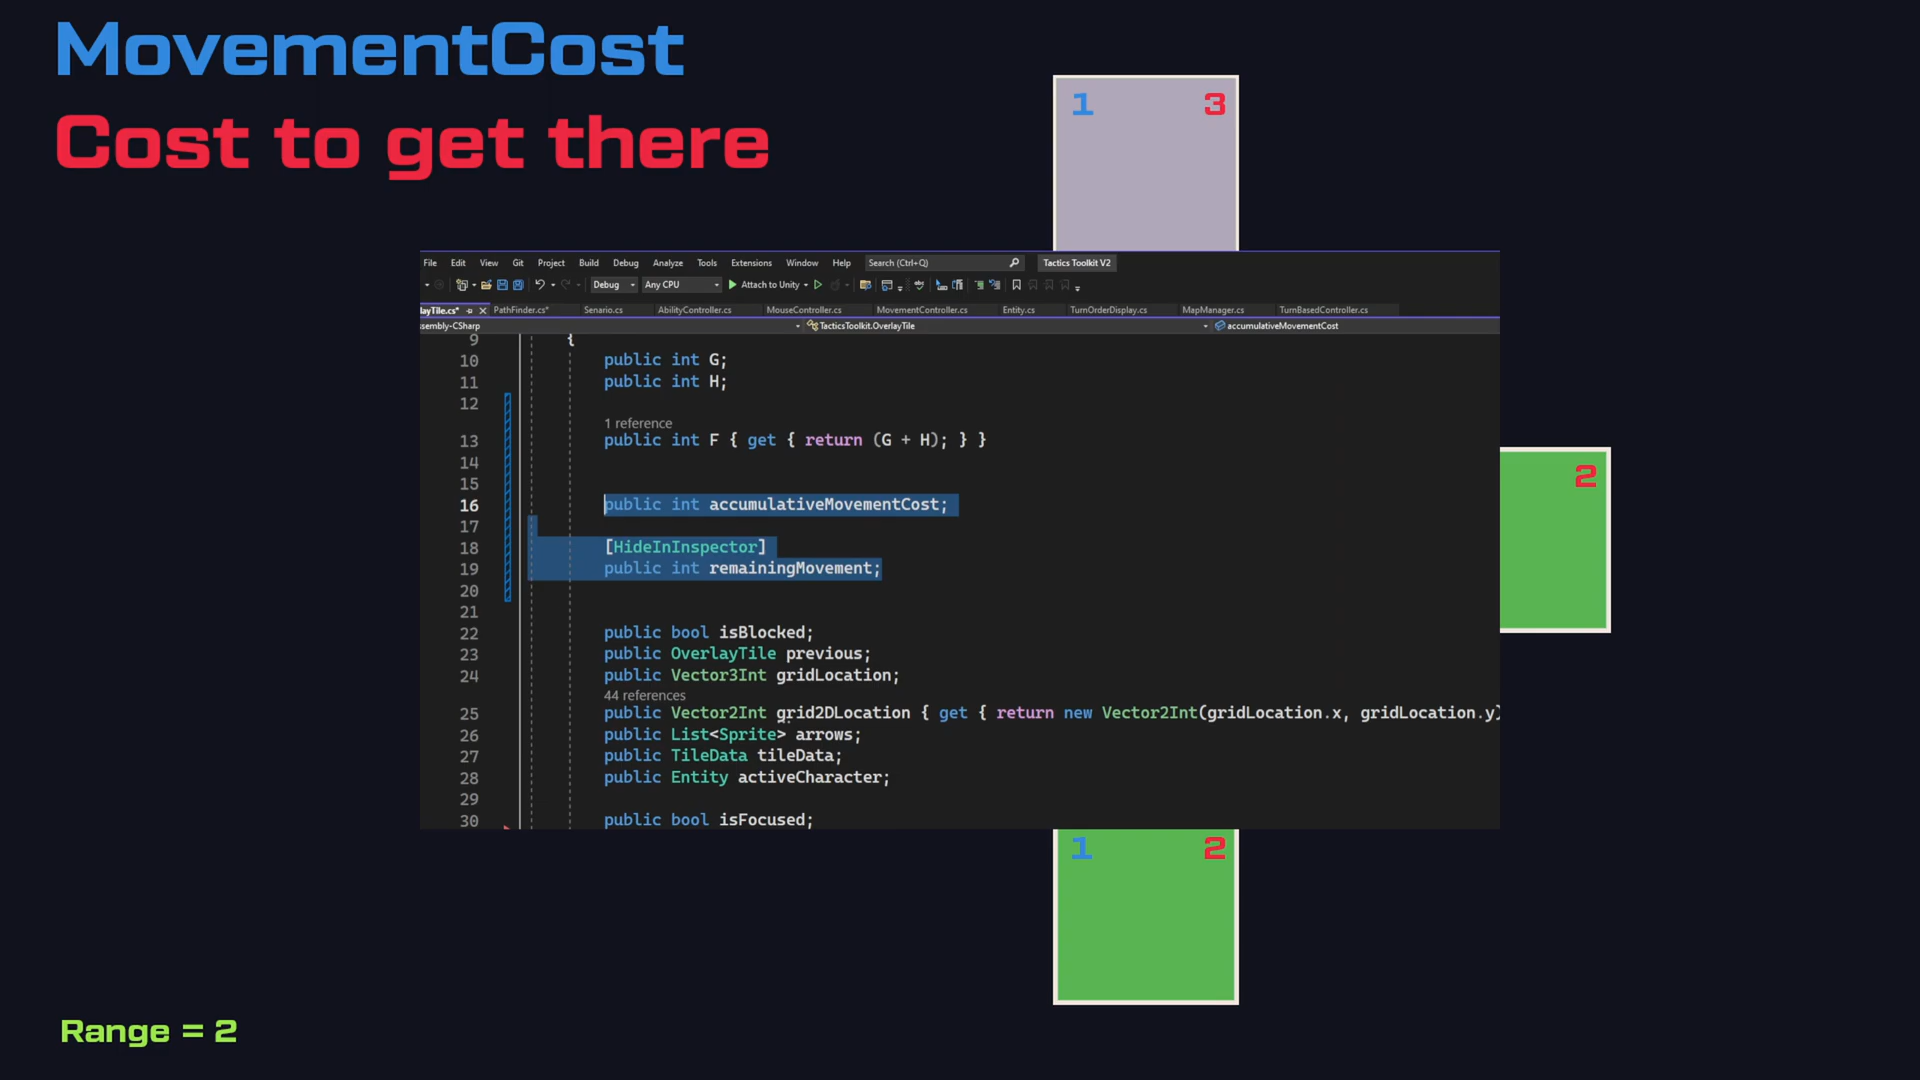 MovementCost
Cost to get there
1 3
File Edit View Git Project Build Debug Analyze Tools Extensions Window Help Search (Ctrl+Q) Tactics Toolkit V2
Debug Any CPU Attach to Unity
layTile.cs* PathFinder.cs* Senario.cs AbilityController.cs MouseController.cs MovementController.cs Entity.cs TurnOrderDisplay.cs MapManager.cs TurnBasedController.cs
ssembly-CSharp TacticsToolkit.OverlayTile accumulativeMovementCost
9 {
10 public int G;
11 public int H;
12
1 reference
13 public int F { get { return (G + H); } }
14
15
16 public int accumulativeMovementCost;
17
18 [HideInInspector]
19 public int remainingMovement;
20
21
22 public bool isBlocked;
23 public OverlayTile previous;
24 public Vector3Int gridLocation;
44 references
25 public Vector2Int grid2DLocation { get { return new Vector2Int(gridLocation.x, gridLocation.y)
26 public List<Sprite> arrows;
27 public TileData tileData;
28 public Entity activeCharacter;
29
30 public bool isFocused;
2
1 2
Range = 2